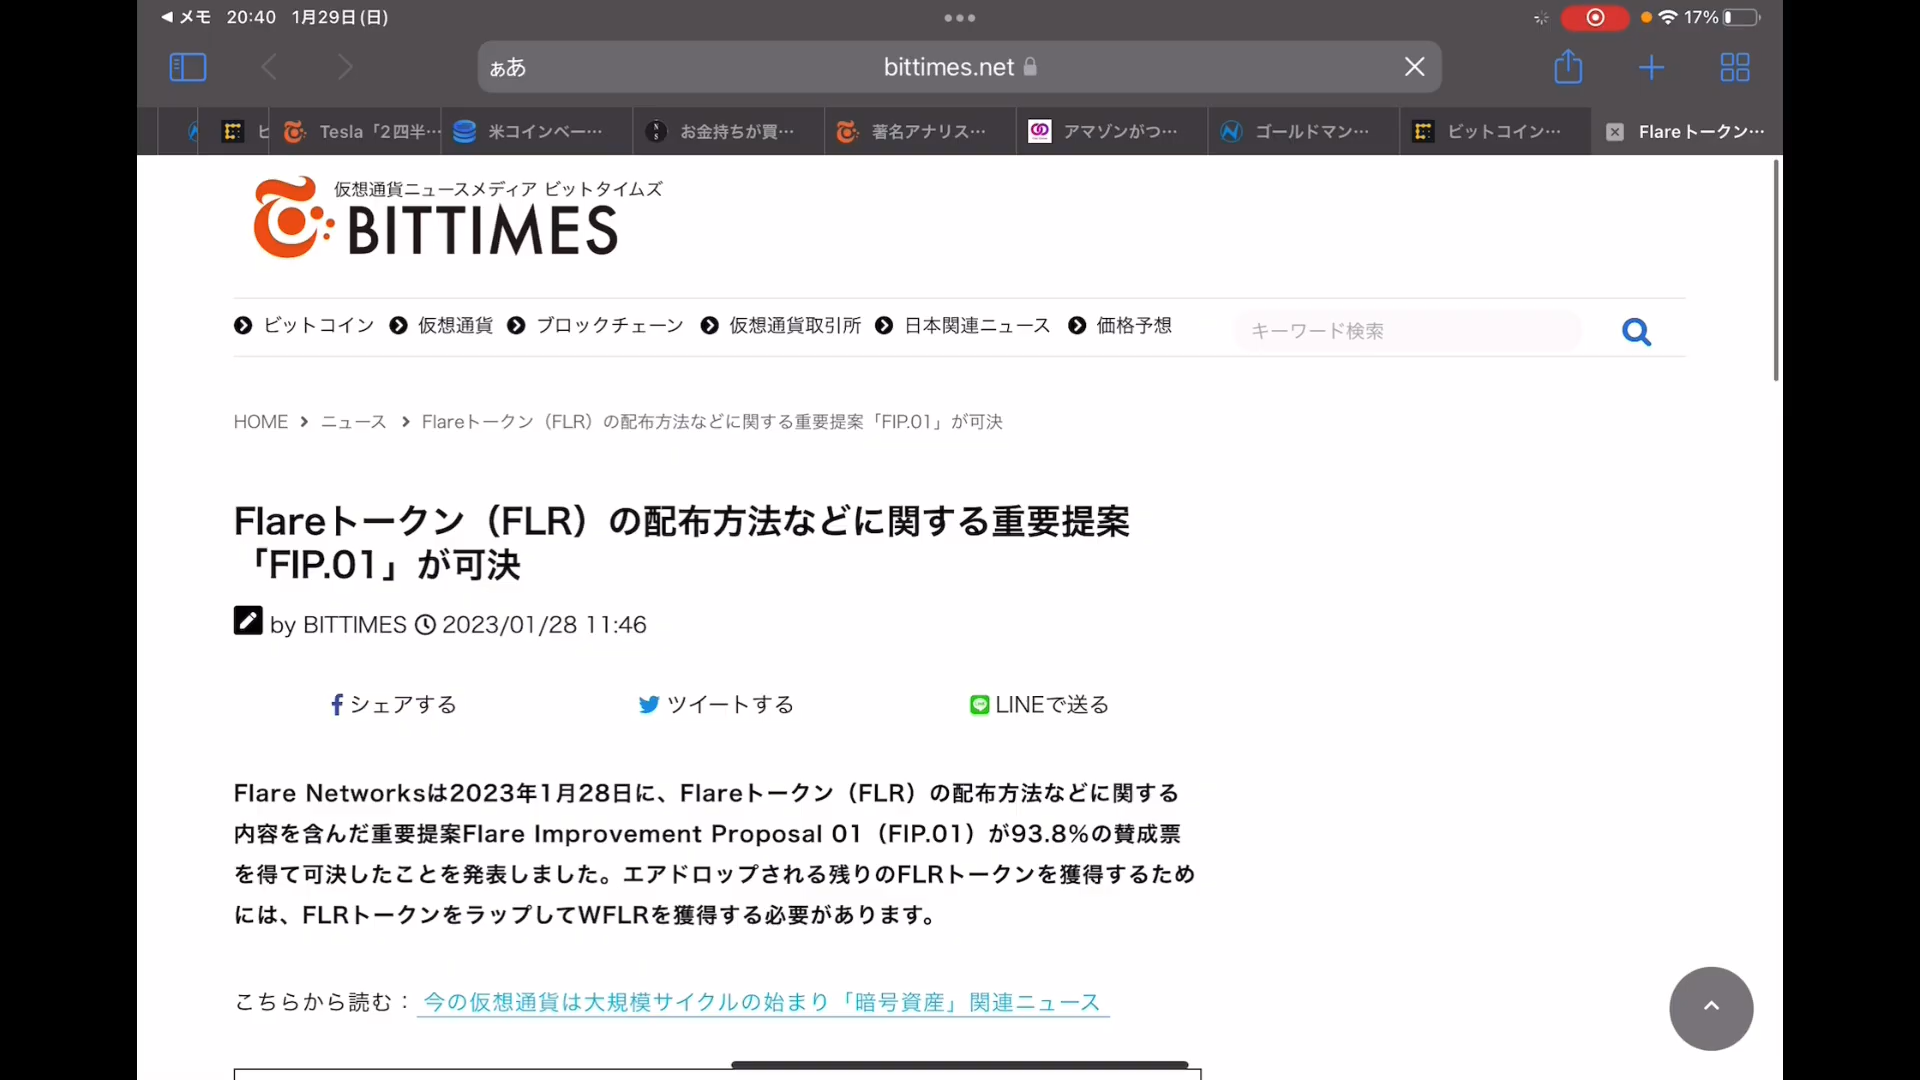 ◀ メモ 20:40 1月29日(日)
17%
ぁあ bittimes.net
ヒ Tesla「2四半… 米コインベー… お金持ちが買… 著名アナリス… アマゾンがつ… ゴールドマン… ビットコイン… Flareトークン…
仮想通貨ニュースメディア ビットタイムズ
BITTIMES
ビットコイン 仮想通貨 ブロックチェーン 仮想通貨取引所 日本関連ニュース 価格予想 キーワード検索
HOME > ニュース > Flareトークン（FLR）の配布方法などに関する重要提案「FIP.01」が可決
Flareトークン（FLR）の配布方法などに関する重要提案
「FIP.01」が可決
by BITTIMES 2023/01/28 11:46
シェアする ツイートする LINEで送る
Flare Networksは2023年1月28日に、Flareトークン（FLR）の配布方法などに関する
内容を含んだ重要提案Flare Improvement Proposal 01（FIP.01）が93.8%の賛成票
を得て可決したことを発表しました。エアドロップされる残りのFLRトークンを獲得するため
には、FLRトークンをラップしてWFLRを獲得する必要があります。
こちらから読む： 今の仮想通貨は大規模サイクルの始まり「暗号資産」関連ニュース